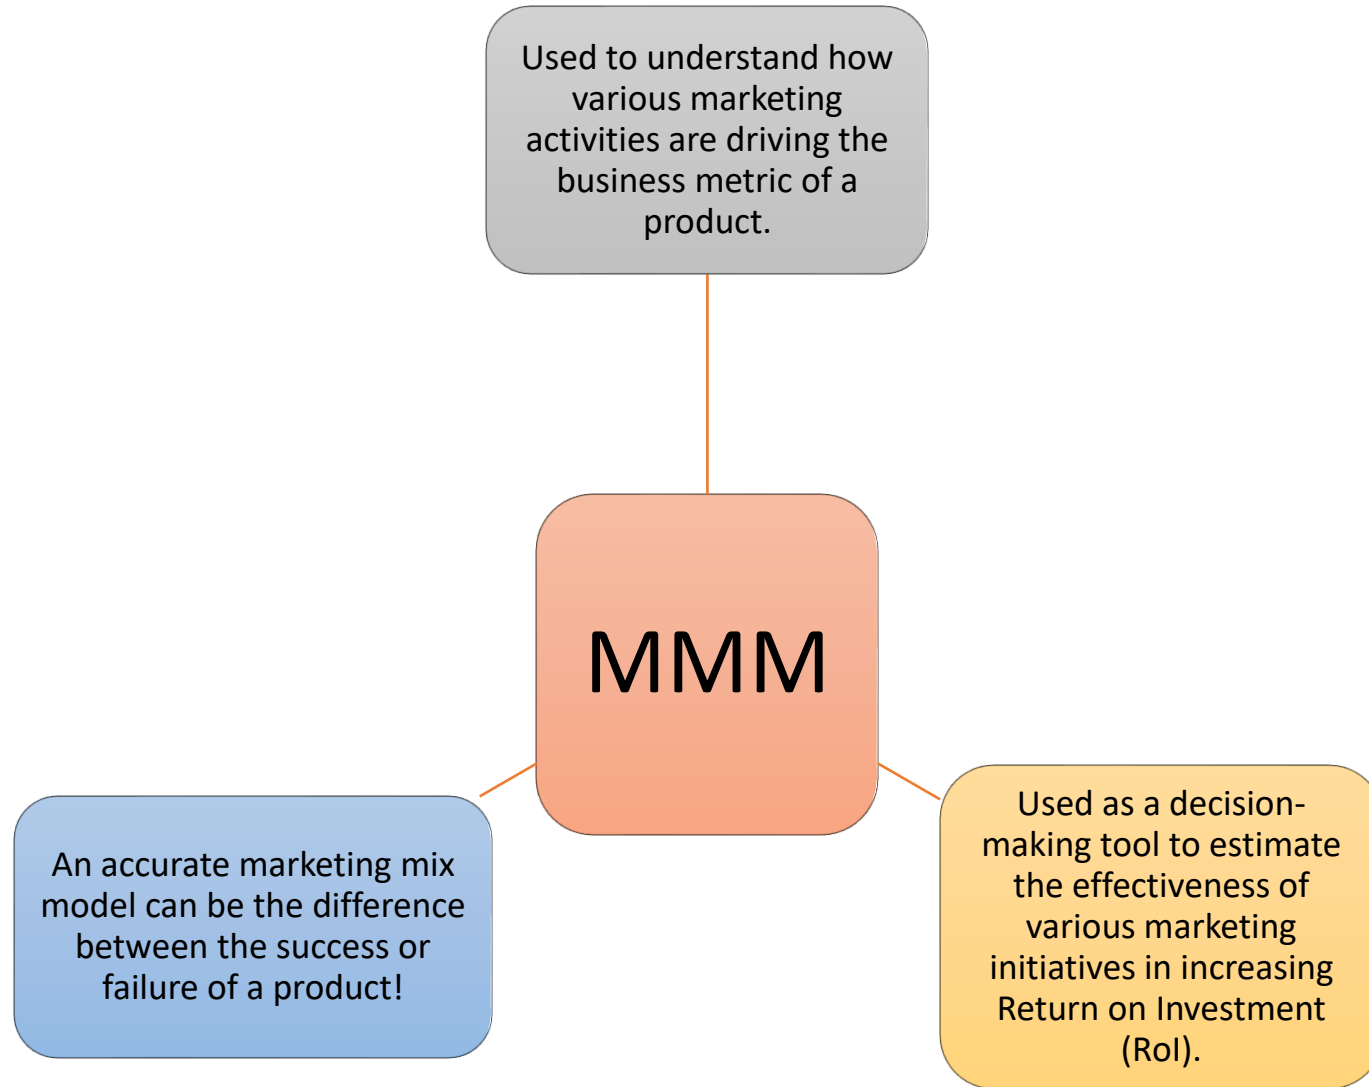 Used to understand how
various marketing
activities are driving the
business metric of a
product.
MMM
An accurate marketing mix
model can be the difference
between the success or
failure of a product!
Used as a decision-
making tool to estimate
the effectiveness of
various marketing
initiatives in increasing
Return on Investment
(RoI).